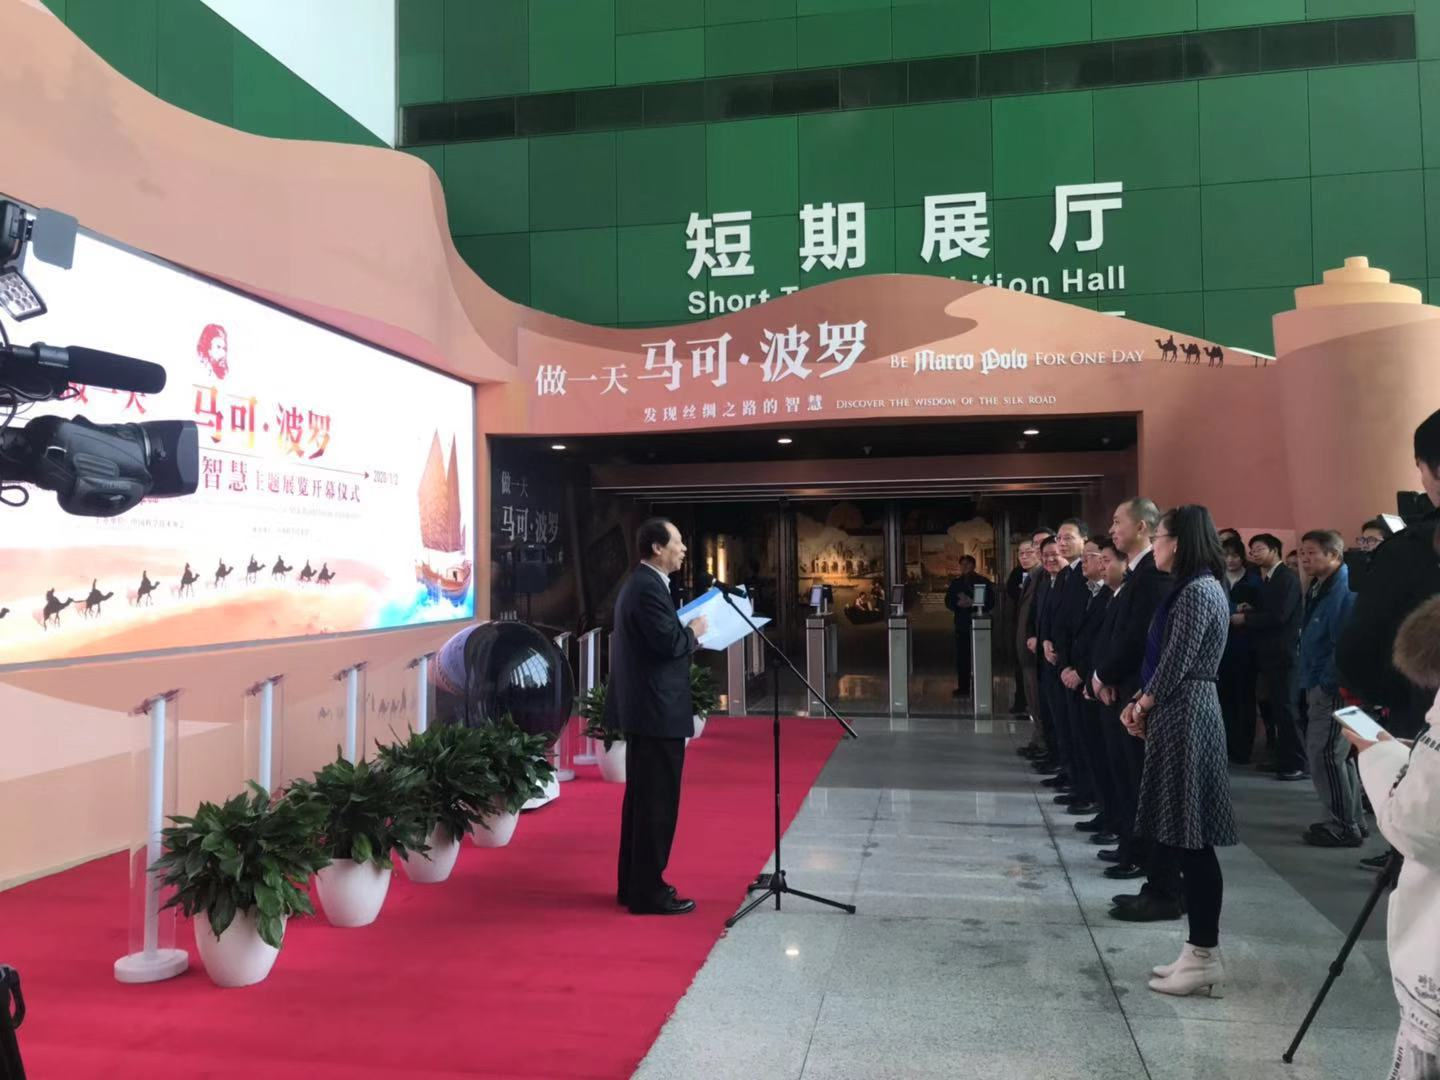 短期展厅
Short
ition Hall
做一天 马可·波罗 BE Marco Polo FOR ONE DAY
发现丝绸之路的智慧 DISCOVER THE WISDOM OF THE SILK ROAD
做一天
马可·波罗
智慧主题展览开幕仪式
2020/1/2
做一天
马可·波罗